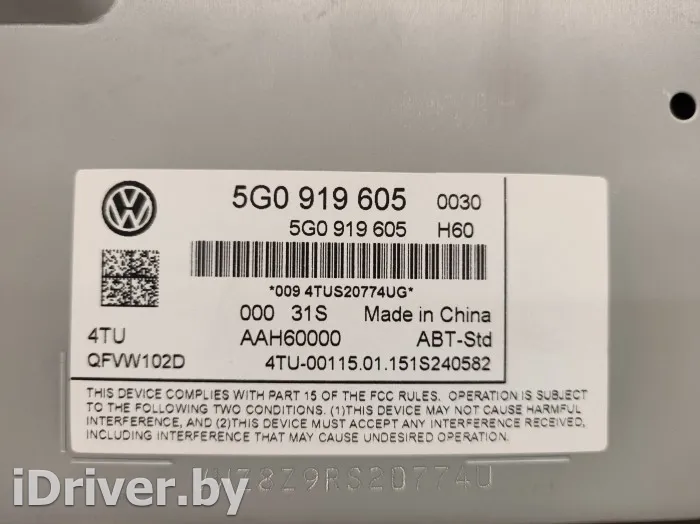 5G0 919 605 0030
5G0 919 605 H60
*009 4TUS20774UG*
000 31S Made in China
4TU AAH60000 ABT-Std
QFVW102D 4TU-00115.01.151S240582
THIS DEVICE COMPLIES WITH PART 15 OF THE FCC RULES. OPERATION IS SUBJECT
TO THE FOLLOWING TWO CONDITIONS. (1)THIS DEVICE MAY NOT CAUSE HARMFUL
INTERFERENCE, AND (2)THIS DEVICE MUST ACCEPT ANY INTERFERENCE RECEIVED,
INCLUDING INTERFERENCE THAT MAY CAUSE UNDESIRED OPERATION.
iDriver.by